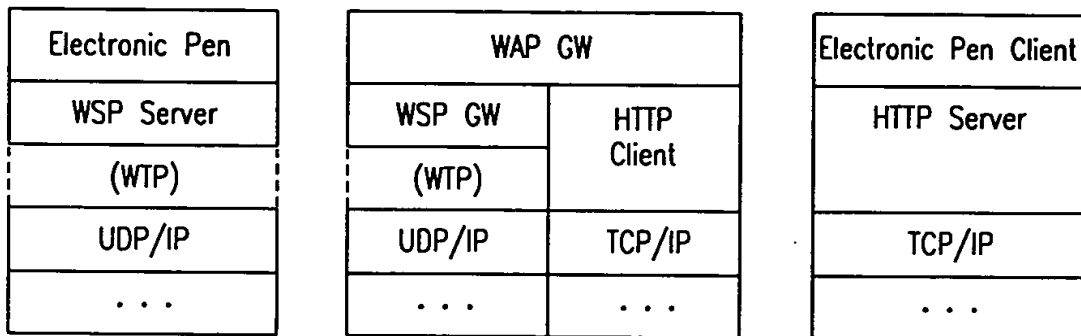 Electronic Pen
WSP Server
(WTP)
UDP/IP
. . .
WAP GW
WSP GW
(WTP)
UDP/IP
. . .
HTTP
Client
TCP/IP
. . .
Electronic Pen Client
HTTP Server
TCP/IP
. . .